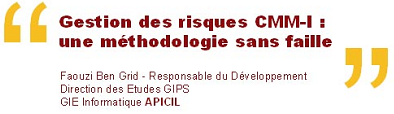 Gestion des risques CMM-I :
une méthodologie sans faille
Faouzi Ben Grid - Responsable du Développement
Direction des Etudes GIPS
GIE Informatique APICIL